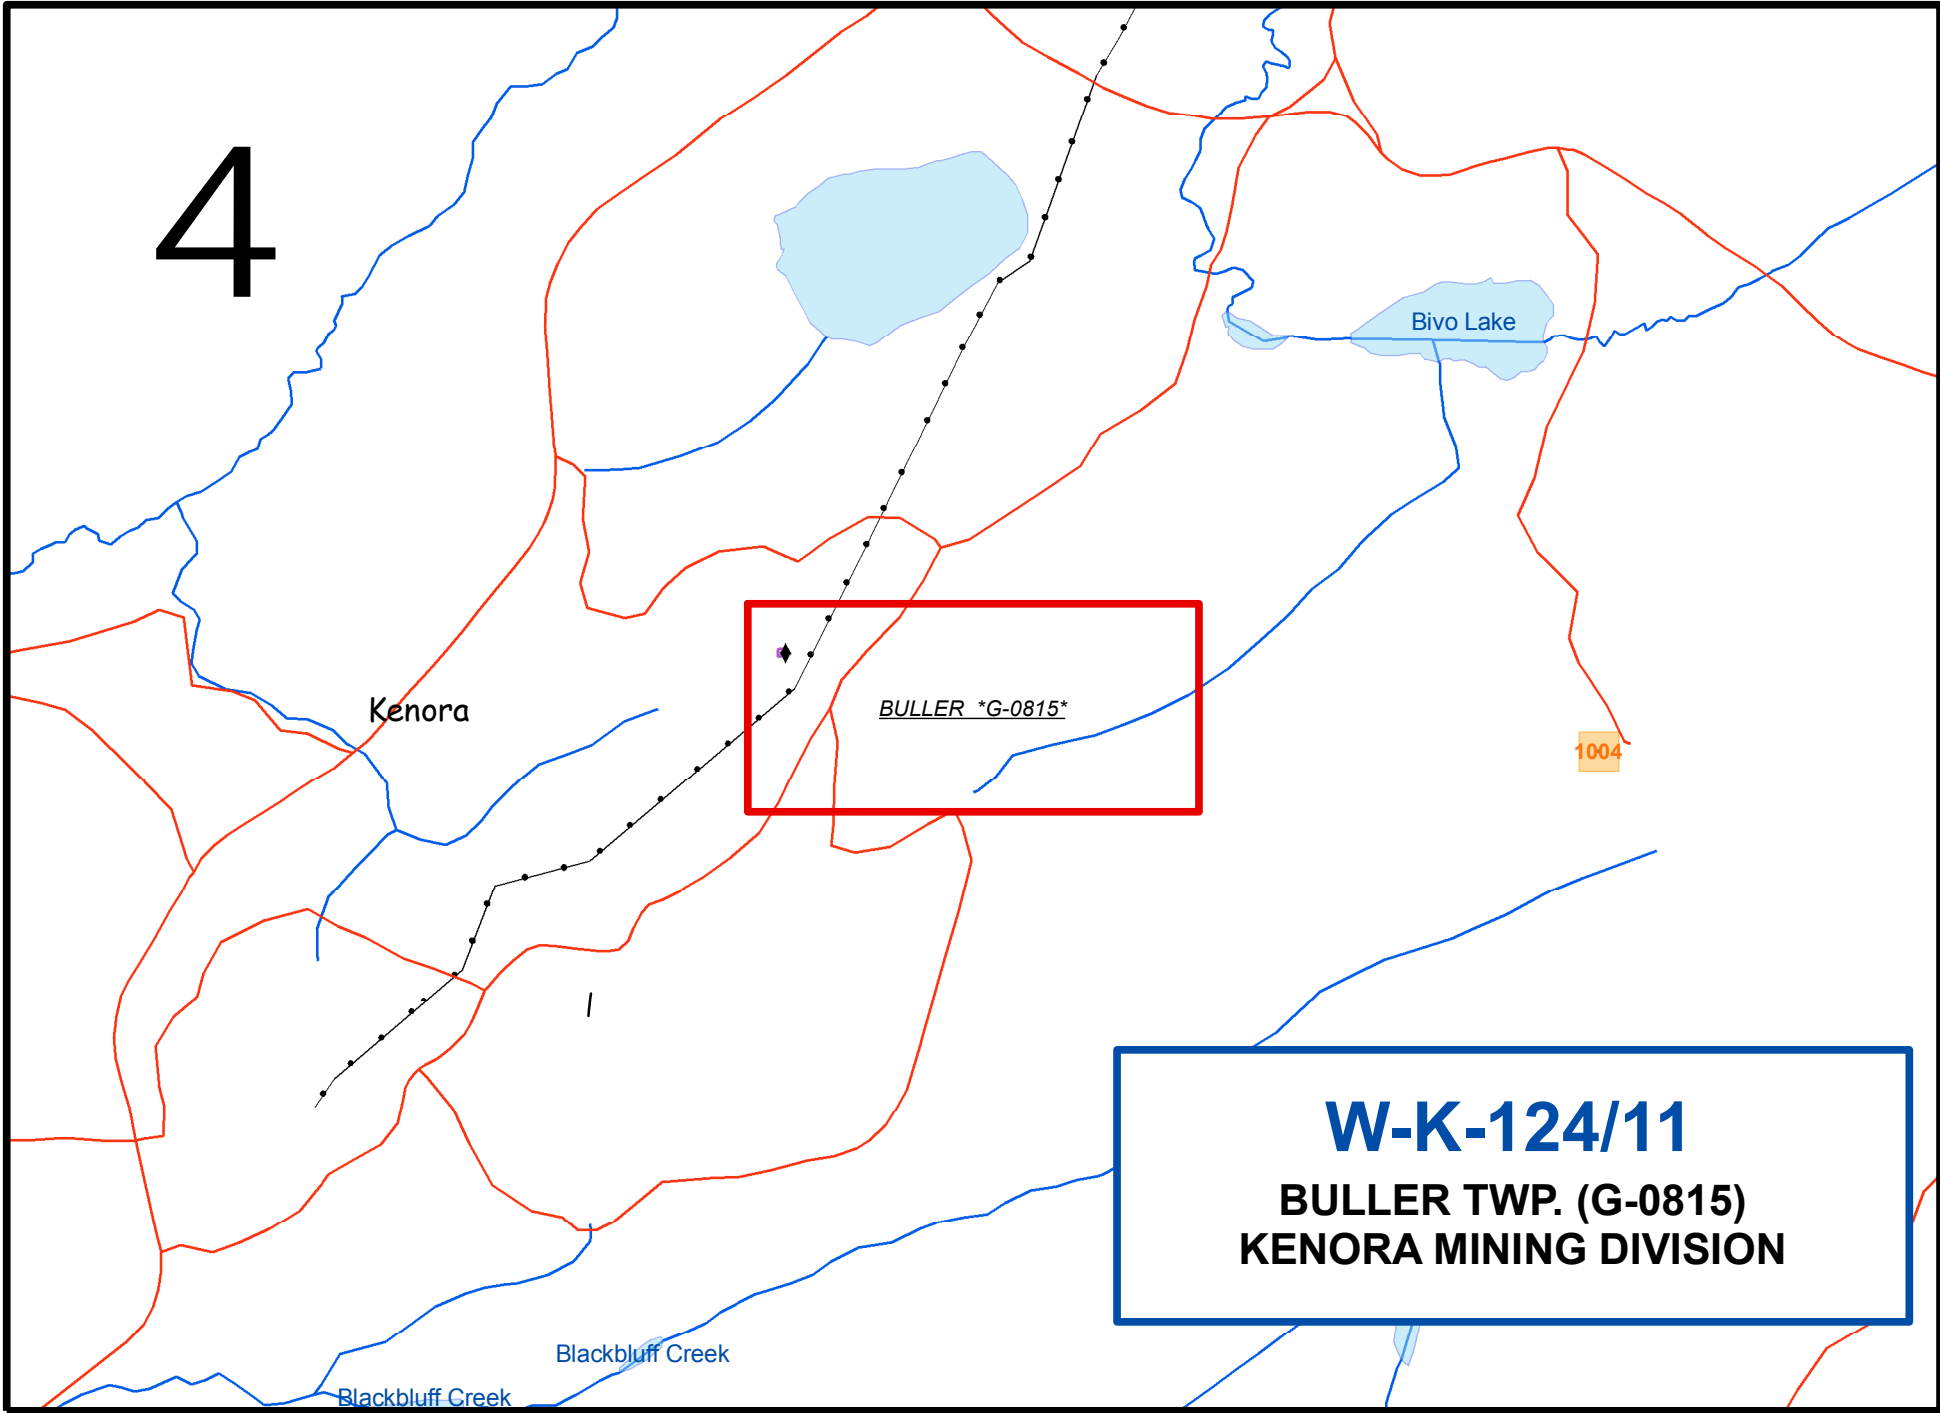 4
Bivo Lake
Kenora
BULLER *G-0815*
1004
I
W-K-124/11
BULLER TWP. (G-0815)
KENORA MINING DIVISION
Blackbluff Creek
Blackbluff Creek